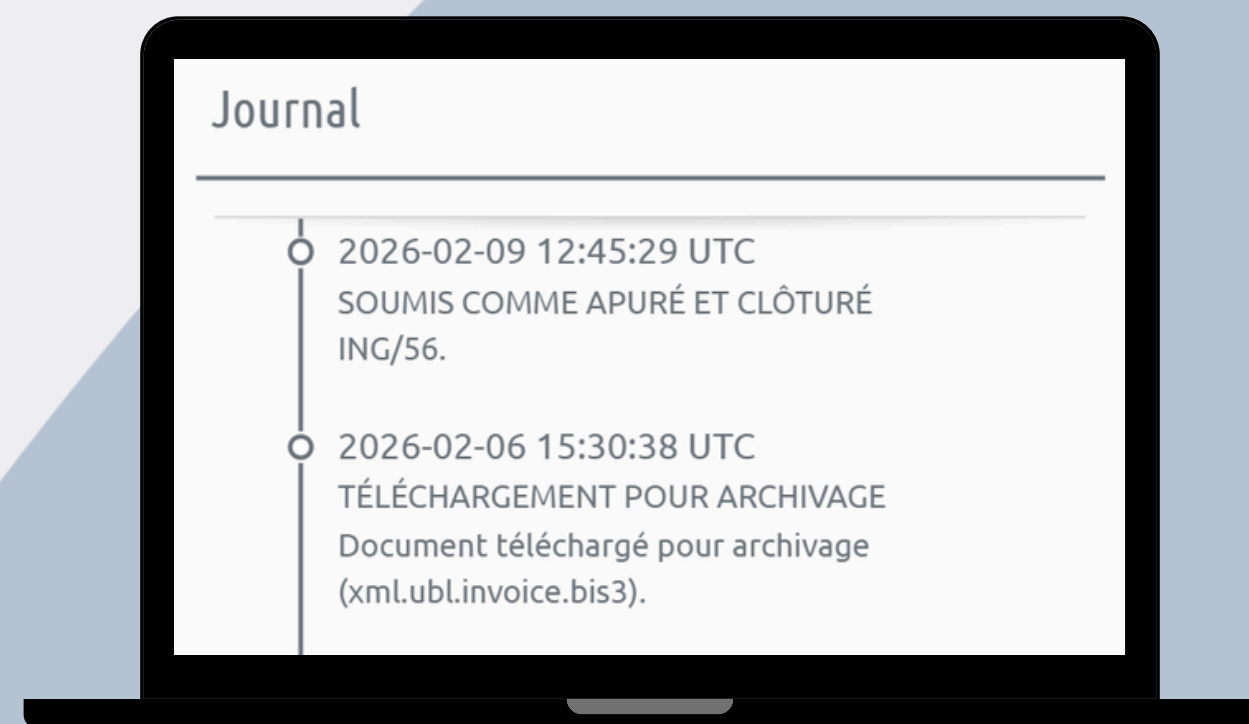 Journal
2026-02-09 12:45:29 UTC
SOUMIS COMME APURÉ ET CLÔTURÉ
ING/56.
2026-02-06 15:30:38 UTC
TÉLÉCHARGEMENT POUR ARCHIVAGE
Document téléchargé pour archivage
(xml.ubl.invoice.bis3).